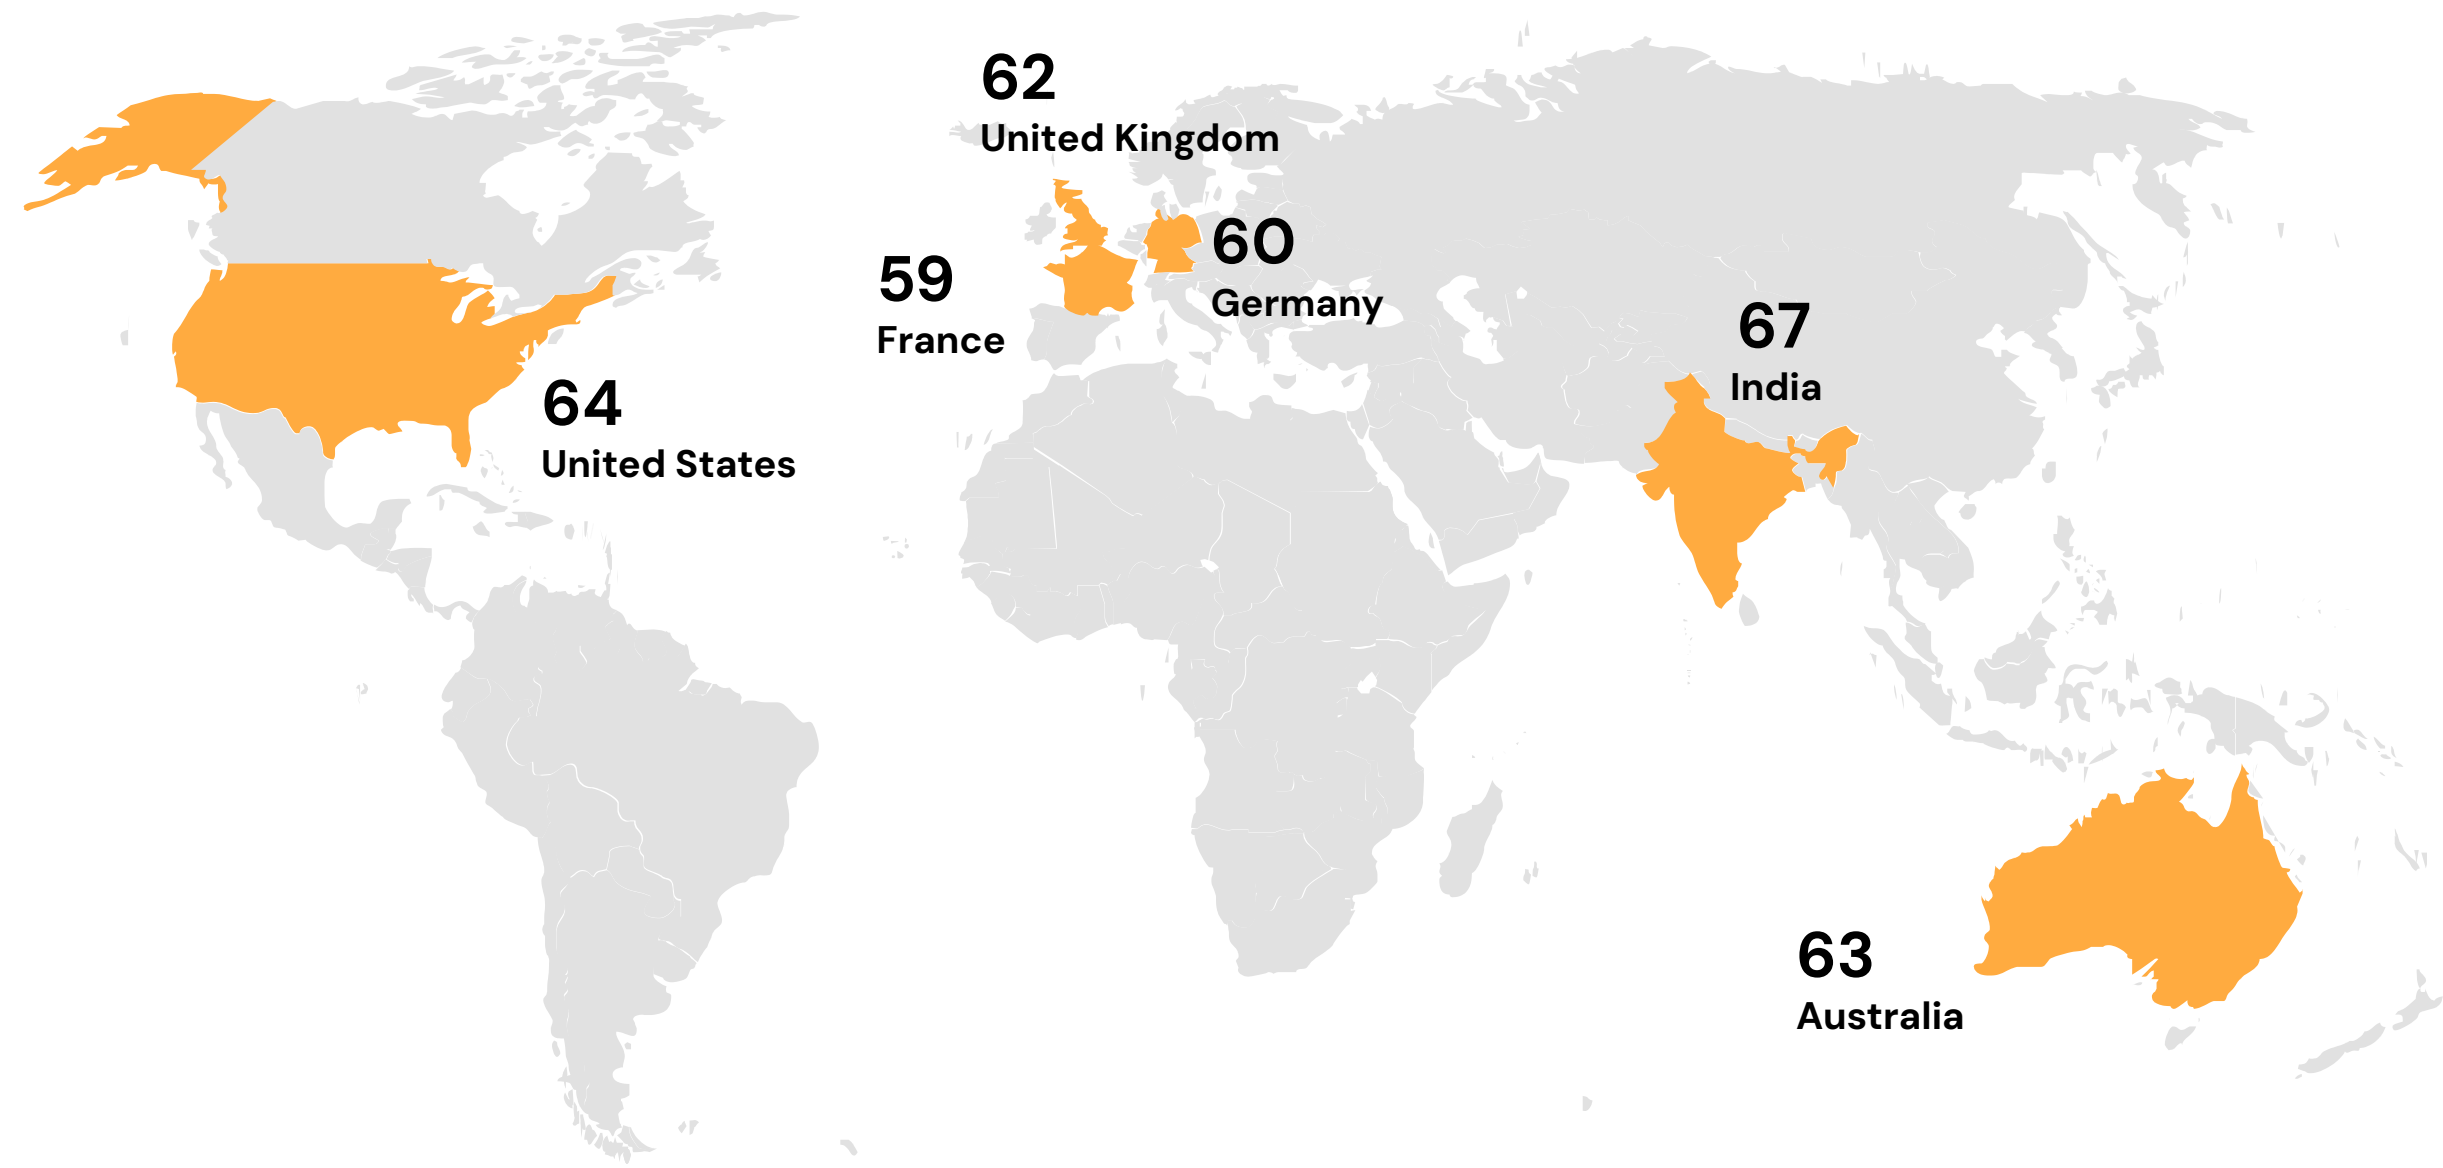 62
United Kingdom
60
Germany
59
France
67
India
64
United States
63
Australia